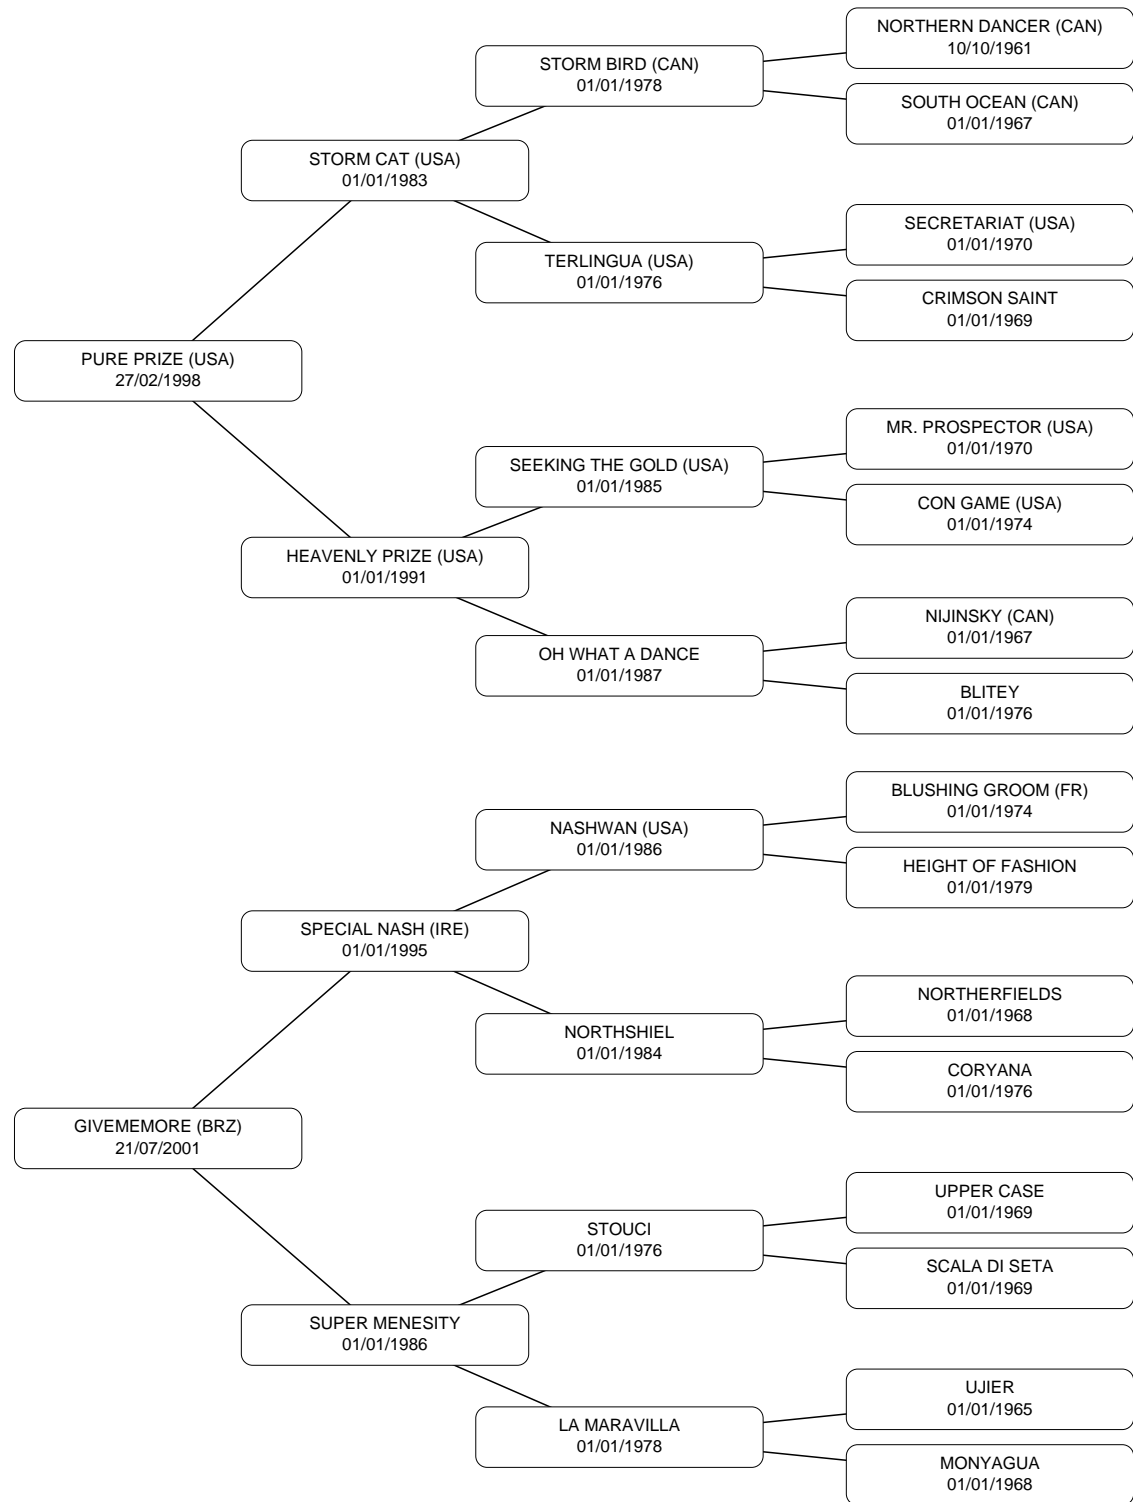 NORTHERN DANCER (CAN)
10/10/1961
STORM BIRD (CAN)
01/01/1978
SOUTH OCEAN (CAN)
01/01/1967
STORM CAT (USA)
01/01/1983
SECRETARIAT (USA)
01/01/1970
TERLINGUA (USA)
01/01/1976
CRIMSON SAINT
01/01/1969
PURE PRIZE (USA)
27/02/1998
MR. PROSPECTOR (USA)
01/01/1970
SEEKING THE GOLD (USA)
01/01/1985
CON GAME (USA)
01/01/1974
HEAVENLY PRIZE (USA)
01/01/1991
NIJINSKY (CAN)
01/01/1967
OH WHAT A DANCE
01/01/1987
BLITEY
01/01/1976
BLUSHING GROOM (FR)
01/01/1974
NASHWAN (USA)
01/01/1986
HEIGHT OF FASHION
01/01/1979
SPECIAL NASH (IRE)
01/01/1995
NORTHERFIELDS
01/01/1968
NORTHSHIEL
01/01/1984
CORYANA
01/01/1976
GIVEMEMORE (BRZ)
21/07/2001
UPPER CASE
01/01/1969
STOUCI
01/01/1976
SCALA DI SETA
01/01/1969
SUPER MENESITY
01/01/1986
UJIER
01/01/1965
LA MARAVILLA
01/01/1978
MONYAGUA
01/01/1968